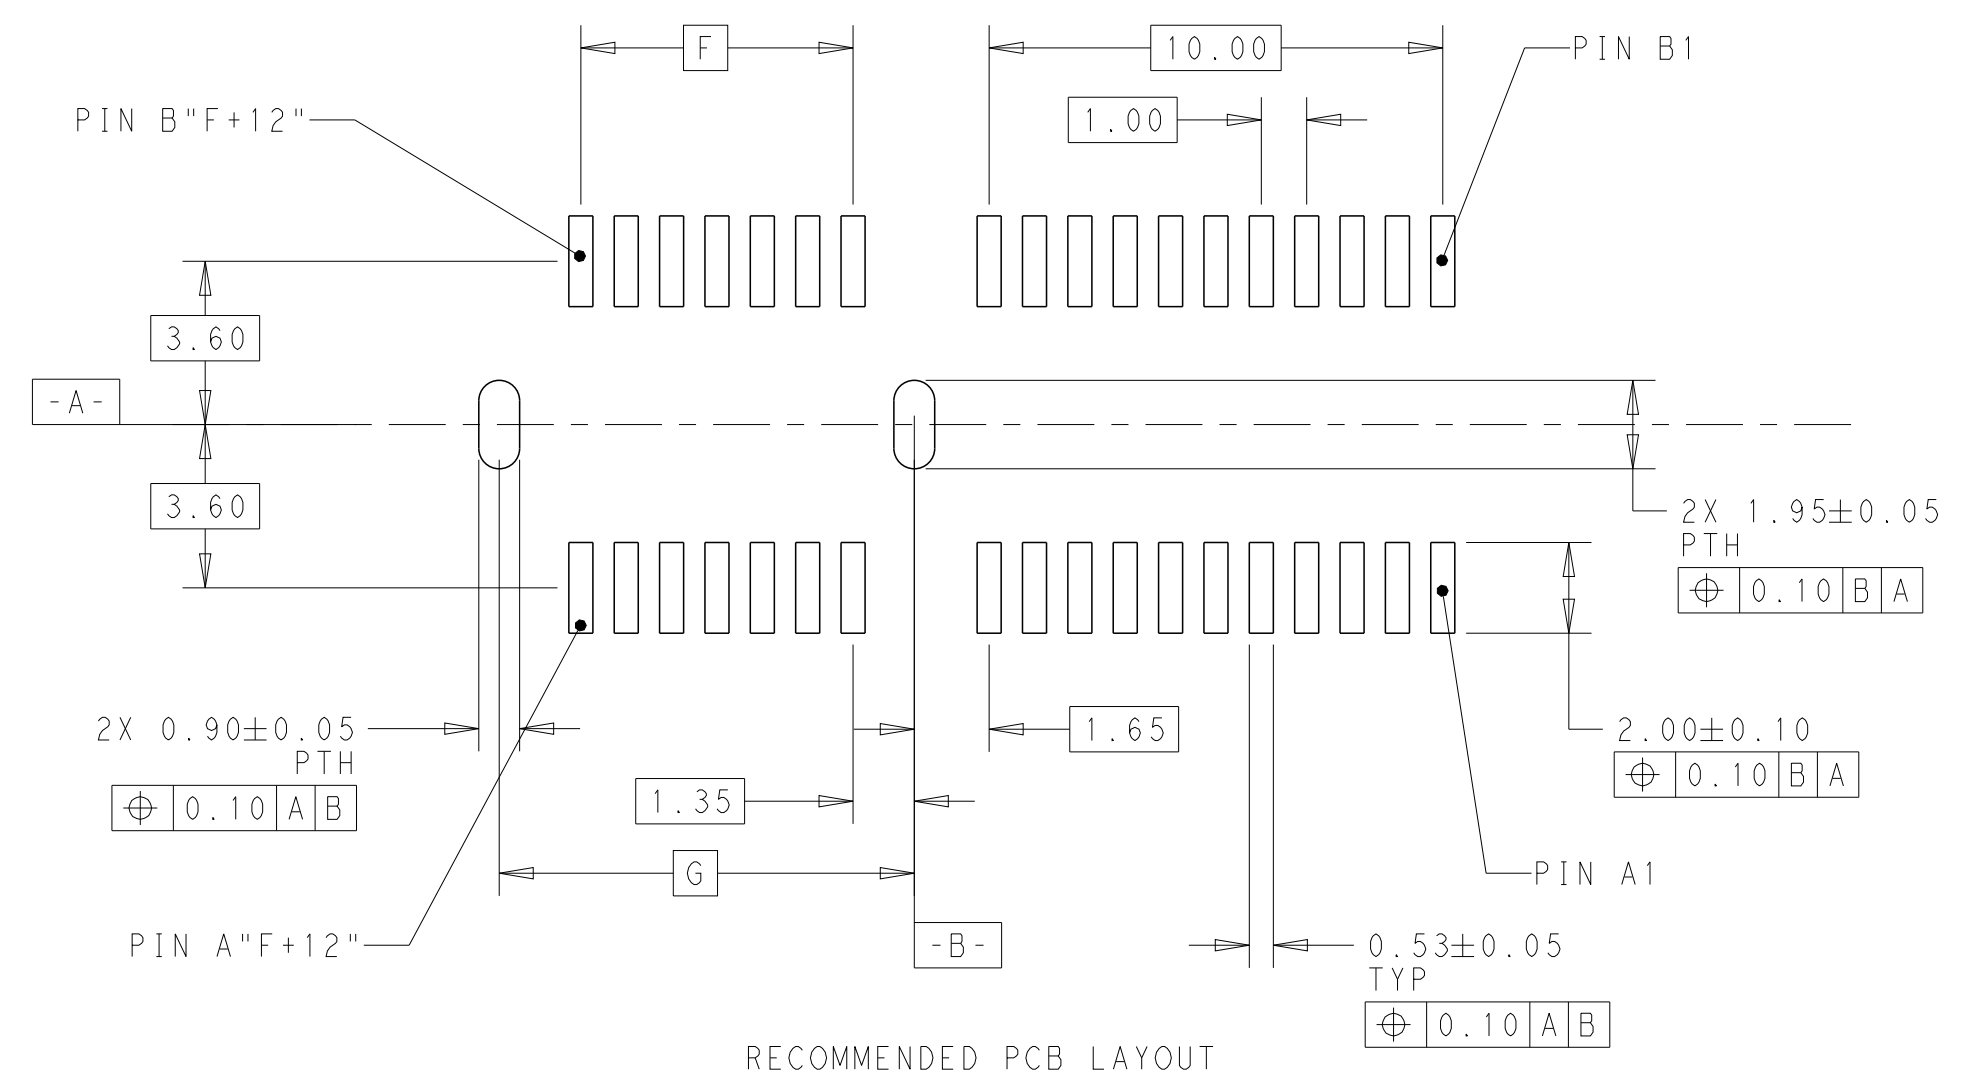 F
10.00
PIN B1
1.00
PIN B"F+12"
3.60
-A-
3.60
2X 1.95±0.05
PTH
⌖ 0.10 B A
2X 0.90±0.05
PTH
⌖ 0.10 A B
1.65
2.00±0.10
⌖ 0.10 B A
1.35
G
PIN A1
PIN A"F+12"
-B-
0.53±0.05
TYP
⌖ 0.10 A B
RECOMMENDED PCB LAYOUT